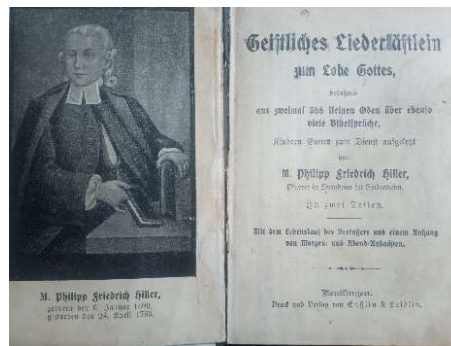 M. Philipp Friedrich Hiller,
geboren den 6. Januar 1699,
gestorben den 24. April 1769.
Geistliches Liederkästlein
zum Lobe Gottes,
bestehend
aus zweimal 366 kleinen Oden über ebenso
viele Bibelsprüche,
Kindern Gottes zum Dienst aufgesetzt
von
M. Philipp Friedrich Hiller,
Pfarrer in Steinheim bei Heidenheim.
In zwei Teilen.
Mit dem Lebenslauf des Verfassers und einem Anhang
von Morgen- und Abend-Andachten.
Reutlingen.
Druck und Verlag von Enßlin & Laiblin.